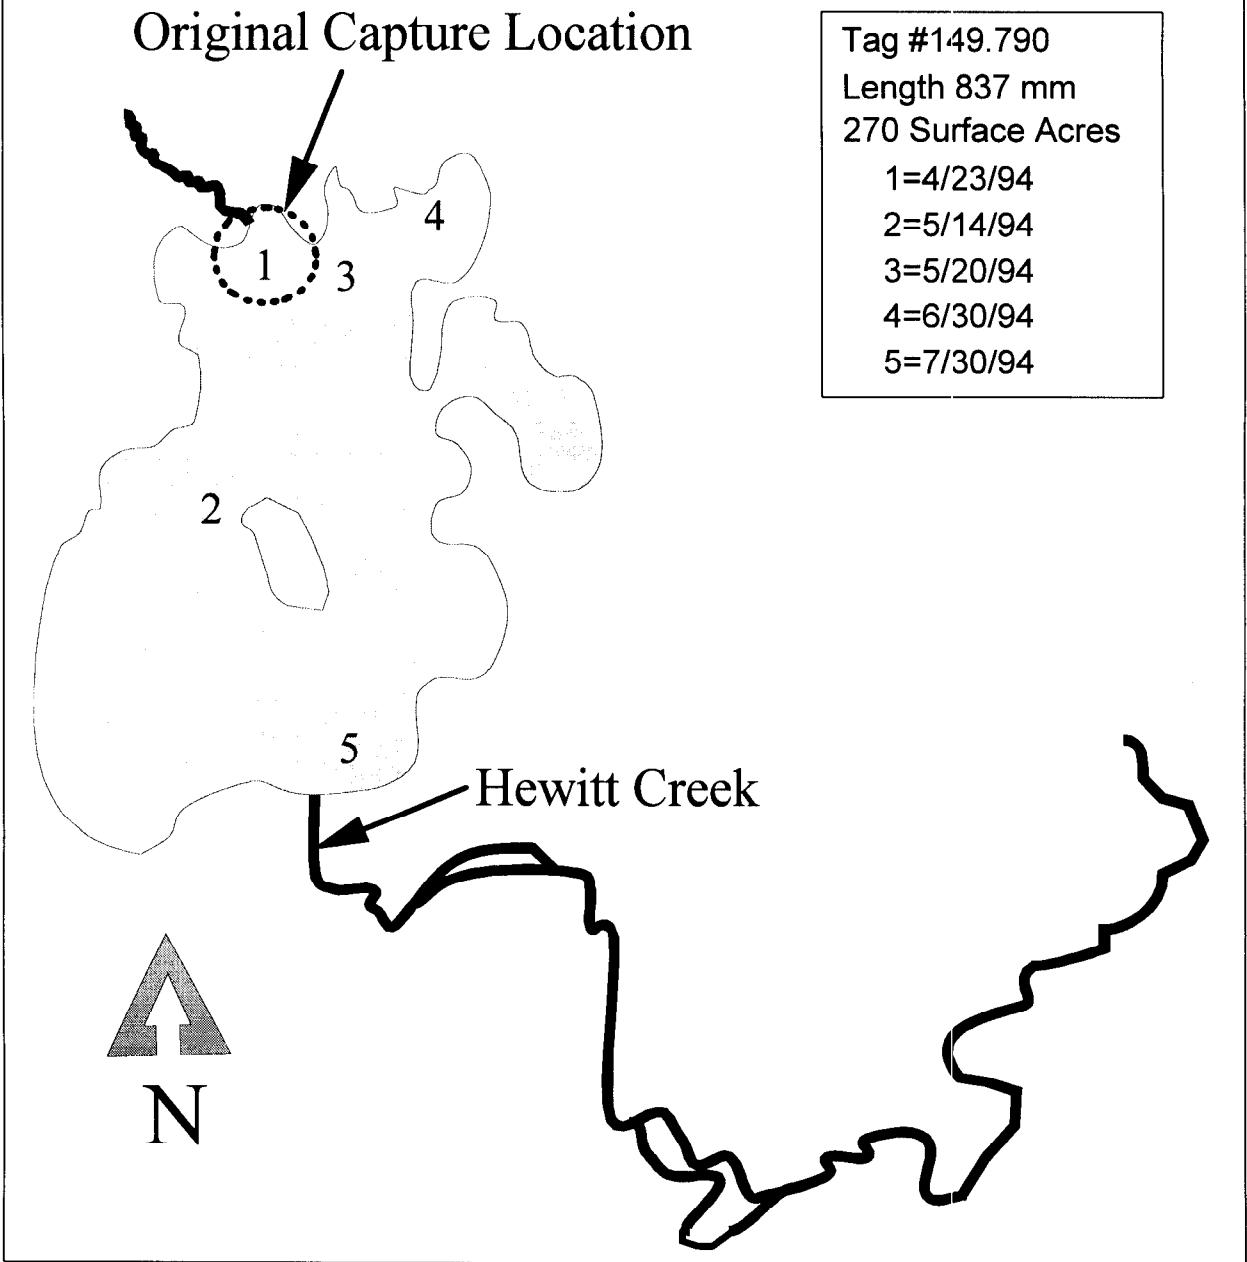 Original Capture Location
Tag #149.790
Length 837 mm
270 Surface Acres
1=4/23/94
2=5/14/94
3=5/20/94
4=6/30/94
5=7/30/94
4
1
3
2
5
Hewitt Creek
N